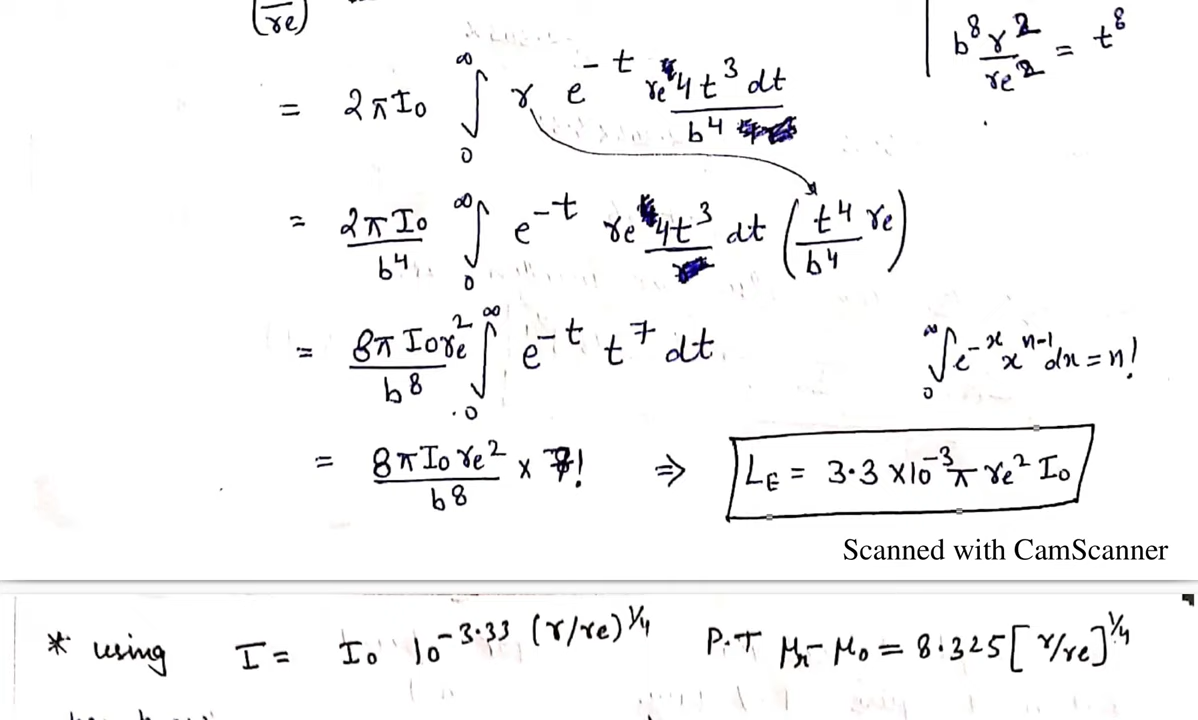 (re)
b⁸ r²/re² = t⁸
= 2πI₀ ∫₀^∞ r e^{-t} re 4t³ dt / b⁴
= 2πI₀/b⁴ ∫₀^∞ e^{-t} re 4t³ dt (t⁴/b⁴ re)
= 8πI₀re²/b⁸ ∫₀^∞ e^{-t} t⁷ dt
∫₀^∞ e^{-x} x^{n-1} dx = n!
= 8πI₀re²/b⁸ × 7! ⇒ L_E = 3.3 × 10^{-3} π re² I₀
Scanned with CamScanner
* using I = I₀ 10^{-3.33 (r/re)^{1/4}} P.T μr - μ₀ = 8.325 [r/re]^{1/4}